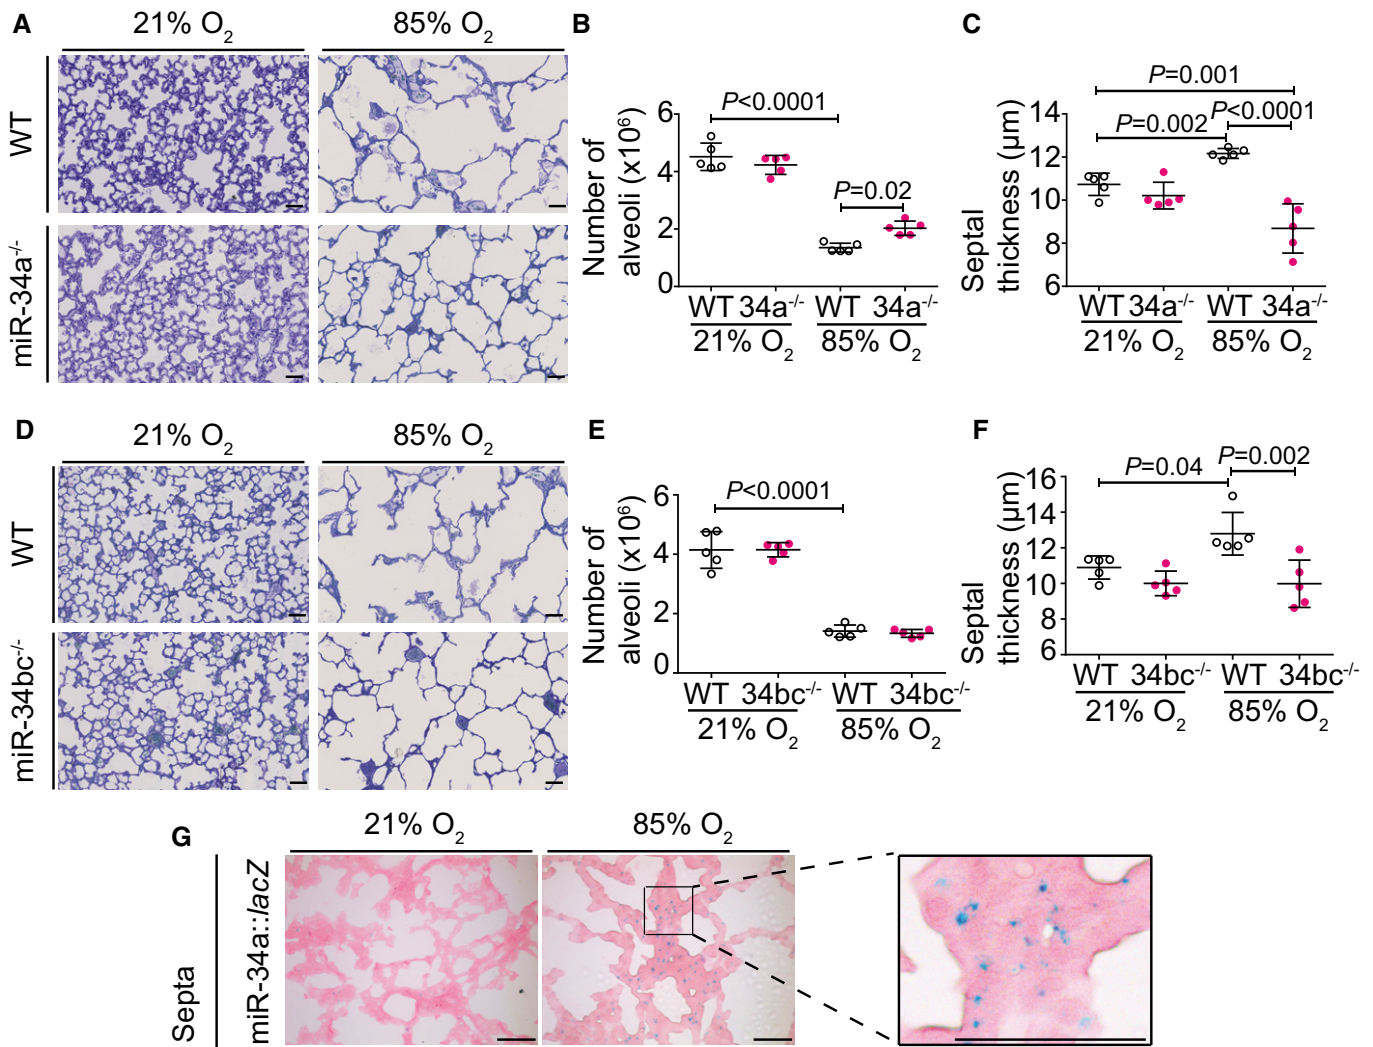 A
21% O2
85% O2
WT
miR-34a-/-
B
Number of
alveoli (x10^6)
6
4
2
0
P<0.0001
P=0.02
WT 34a-/- WT 34a-/-
21% O2 85% O2
C
Septal
thickness (µm)
14
12
10
8
6
P=0.001
P<0.0001
P=0.002
WT 34a-/- WT 34a-/-
21% O2 85% O2
D
21% O2
85% O2
WT
miR-34bc-/-
E
Number of
alveoli (x10^6)
6
4
2
0
P<0.0001
WT 34bc-/- WT 34bc-/-
21% O2 85% O2
F
Septal
thickness (µm)
16
14
12
10
8
6
P=0.04
P=0.002
WT 34bc-/- WT 34bc-/-
21% O2 85% O2
G
21% O2
85% O2
Septa
miR-34a::lacZ